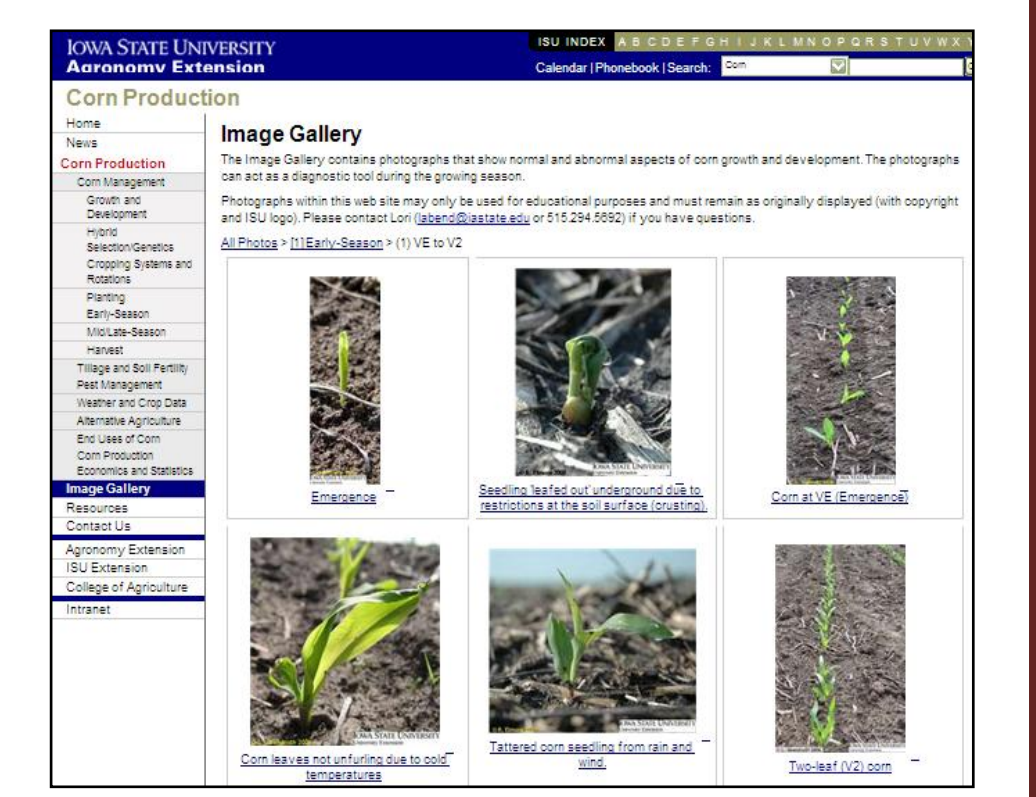 IOWA STATE UNIVERSITY
Agronomy Extension
ISU INDEX A B C D E F G H I J K L M N O P Q R S T U V W X Y
Calendar | Phonebook | Search: Corn
Corn Production
Home
News
Corn Production
Corn Management
Growth and
Development
Hybrid
Selection/Genetics
Cropping Systems and
Rotations
Planting
Early-Season
Mid/Late-Season
Harvest
Tillage and Soil Fertility
Pest Management
Weather and Crop Data
Alternative Agriculture
End Uses of Corn
Corn Production
Economics and Statistics
Image Gallery
Resources
Contact Us
Agronomy Extension
ISU Extension
College of Agriculture
Intranet
Image Gallery
The Image Gallery contains photographs that show normal and abnormal aspects of corn growth and development. The photographs
can act as a diagnostic tool during the growing season.
Photographs within this web site may only be used for educational purposes and must remain as originally displayed (with copyright
and ISU logo). Please contact Lori (labend@iastate.edu or 515.294.5692) if you have questions.
All Photos > [1]Early-Season > (1) VE to V2
Emergence
IOWA STATE UNIVERSITY
Seedling 'leafed out' underground due to
restrictions at the soil surface (crusting).
Corn at VE (Emergence)
IOWA STATE UNIVERSITY
Corn leaves not unfurling due to cold
temperatures
IOWA STATE UNIVERSITY
Tattered corn seedling from rain and
wind.
Two-leaf (V2) corn